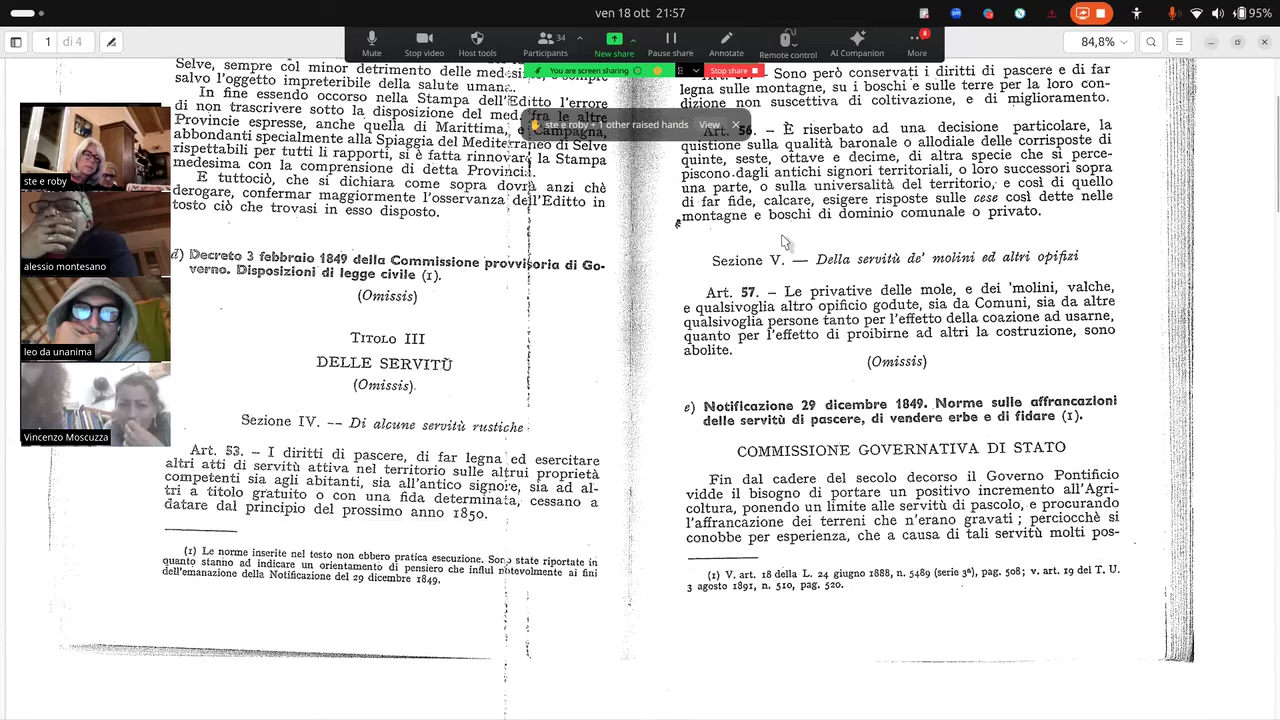 ven 18 ott 21:57
95%
1 di 4
84,8%
Mute
Stop video
Host tools
Participants
34
New share
Pause share
Annotate
Remote control
AI Companion
More
8
You are screen sharing
Stop share
ste e roby + 1 other raised hands
View
ste e roby
alessio montesano
leo da unanima
Vincenzo Moscuzza
Selve, sempre col minor detrimento delle
salvo l'oggetto impreteribile della salute umana.
In fine essendo occorso nella Stampa dell'Editto l'errore
di non trascrivere sotto la disposizione del med. fra le altre
Provincie espresse, anche quella di Marittima, e Campagna,
abbondanti specialmente alla Spiaggia del Mediterraneo di Selve
rispettabili per tutti li rapporti, si è fatta rinnovare la Stampa
medesima con la comprensione di detta Provincia.
E tuttociò, che si dichiara come sopra dovrà anzi chè
derogare, confermar maggiormente l'osservanza dell'Editto in
tosto ciò che trovasi in esso disposto.
d) Decreto 3 febbraio 1849 della Commissione provvisoria di Go-
verno. Disposizioni di legge civile (1).
(Omissis)
TITOLO III
DELLE SERVITÙ
(Omissis).
Sezione IV. -- Di alcune servitù rustiche
Art. 53. - I diritti di pascere, di far legna ed esercitare
altri atti di servitù attiva nel territorio sulle altrui proprietà
competenti sia agli abitanti, sia all'antico signore, sia ad al-
tri a titolo gratuito o con una fida determinata, cessano a
datare dal principio del prossimo anno 1850.
(1) Le norme inserite nel testo non ebbero pratica esecuzione. Sono state riportate in
quanto stanno ad indicare un orientamento di pensiero che influì notevolmente ai fini
dell'emanazione della Notificazione del 29 dicembre 1849.
Sono però conservati i diritti di pascere e di far
legna sulle montagne, su i boschi e sulle terre per la loro con-
dizione non suscettiva di coltivazione, e di miglioramento.
Art. 56. - È riserbato ad una decisione particolare, la
quistione sulla qualità baronale o allodiale delle corrisposte di
quinte, seste, ottave e decime, di altra specie che si perce-
piscono dagli antichi signori territoriali, o loro successori sopra
una parte, o sulla universalità del territorio, e così di quello
di far fide, calcare, esigere risposte sulle cese così dette nelle
montagne e boschi di dominio comunale o privato.
Sezione V. — Della servitù de' molini ed altri opifizi
Art. 57. - Le privative delle mole, e dei 'molini, valche,
e qualsivoglia altro opificio godute, sia da Comuni, sia da altre
qualsivoglia persone tanto per l'effetto della coazione ad usarne,
quanto per l'effetto di proibirne ad altri la costruzione, sono
abolite.
(Omissis)
e) Notificazione 29 dicembre 1849. Norme sulle affrancazioni
delle servitù di pascere, di vendere erbe e di fidare (1).
COMMISSIONE GOVERNATIVA DI STATO
Fin dal cadere del secolo decorso il Governo Pontificio
vidde il bisogno di portare un positivo incremento all'Agri-
coltura, ponendo un limite alle servitù di pascolo, e procurando
l'affrancazione dei terreni che n'erano gravati ; perciocchè si
conobbe per esperienza, che a causa di tali servitù molti pos-
(1) V. art. 18 della L. 24 giugno 1888, n. 5489 (serie 3ª), pag. 508; v. art. 19 del T. U.
3 agosto 1891, n. 510, pag. 520.